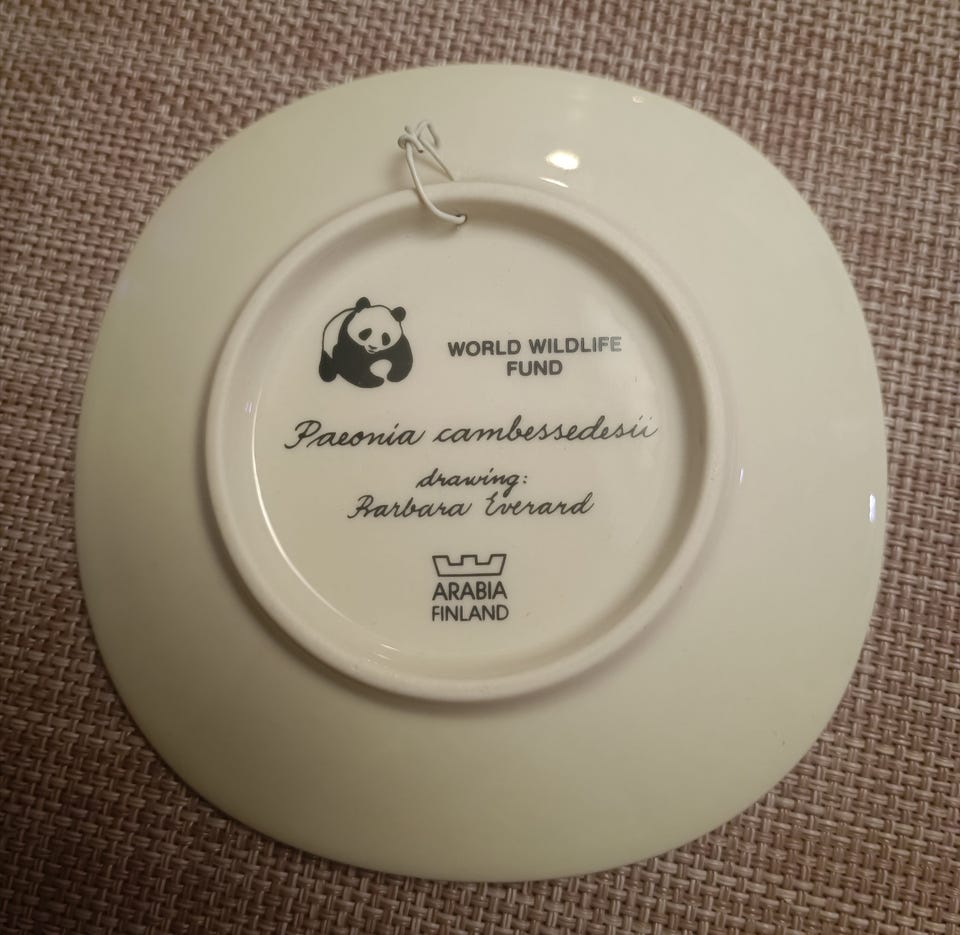 WORLD WILDLIFE
FUND
Paeonia cambessedesii
drawing:
Barbara Everard
ARABIA
FINLAND